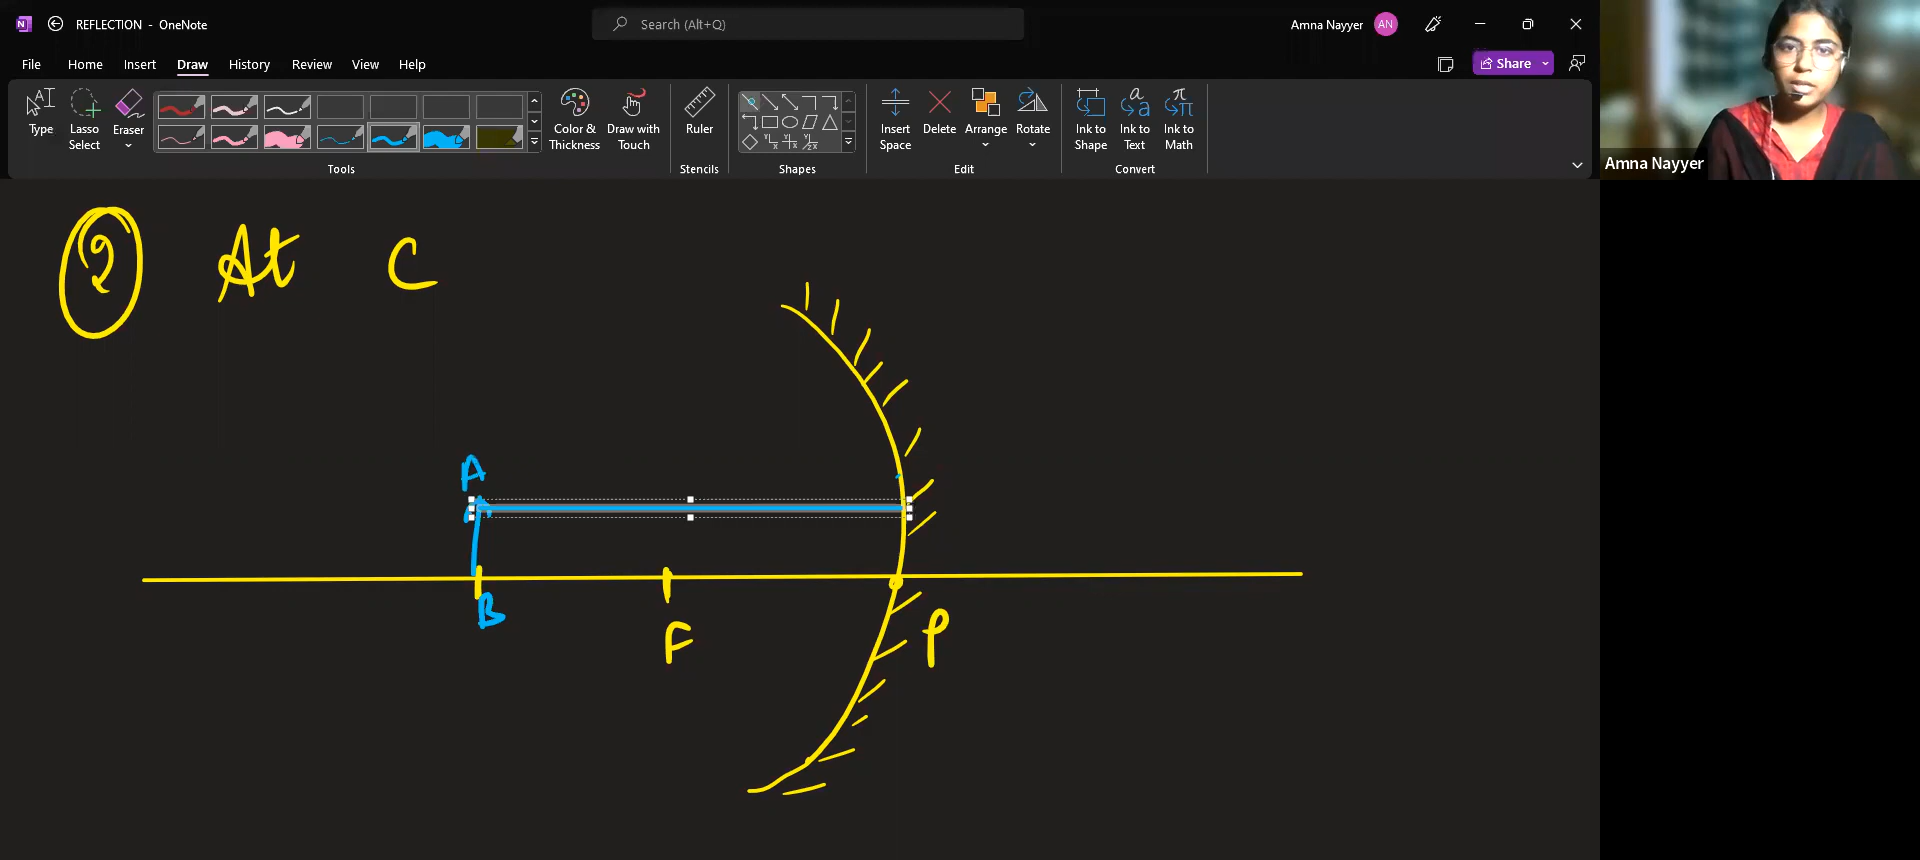 REFLECTION - OneNote
Search (Alt+Q)
Amna Nayyer
AN
File Home Insert Draw History Review View Help
Share
Type
Lasso Select
Eraser
Color & Thickness
Draw with Touch
Ruler
Insert Space
Delete
Arrange
Rotate
Ink to Shape
Ink to Text
Ink to Math
Tools
Stencils
Shapes
Edit
Convert
Amna Nayyer
2 At C
A
B
F
P